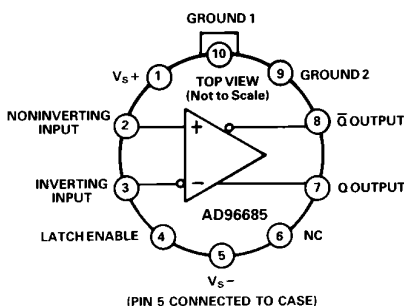 GROUND 1
10
VS+
1
TOP VIEW
(Not to Scale)
9
GROUND 2
NONINVERTING
INPUT
2
+
8
Q̅ OUTPUT
INVERTING
INPUT
3
−
7
Q OUTPUT
AD96685
LATCH ENABLE
4
6
NC
5
VS−
(PIN 5 CONNECTED TO CASE)